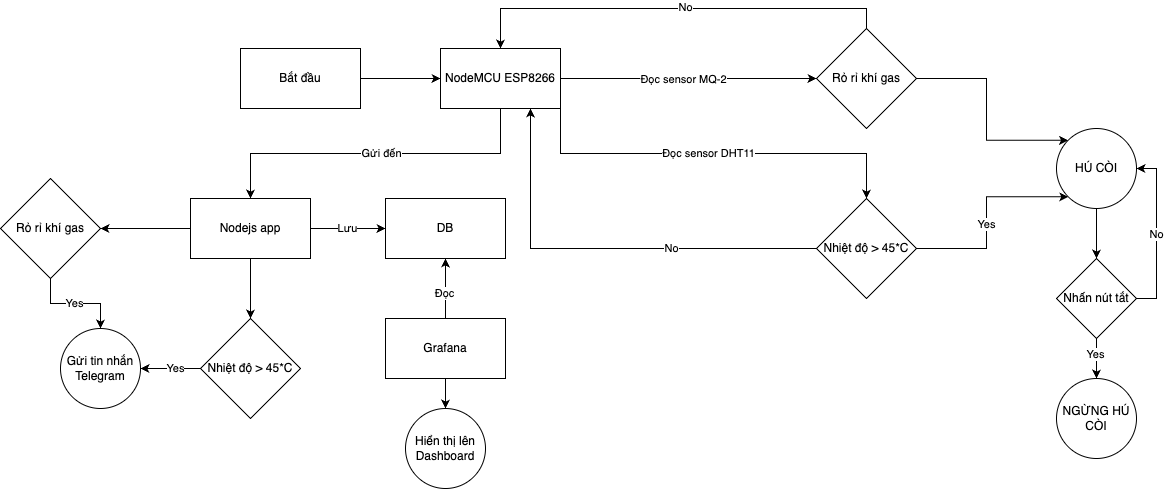 No
Bắt đầu
NodeMCU ESP8266
Đọc sensor MQ-2
Rò rỉ khí gas
Gửi đến
Đọc sensor DHT11
HÚ CÒI
Rò rỉ khí gas
Nodejs app
Lưu
DB
No
Nhiệt độ > 45*C
Yes
No
Đọc
Nhấn nút tắt
Yes
Gửi tin nhắn
Telegram
Yes
Nhiệt độ > 45*C
Grafana
Yes
NGỪNG HÚ
CÒI
Hiển thị lên
Dashboard